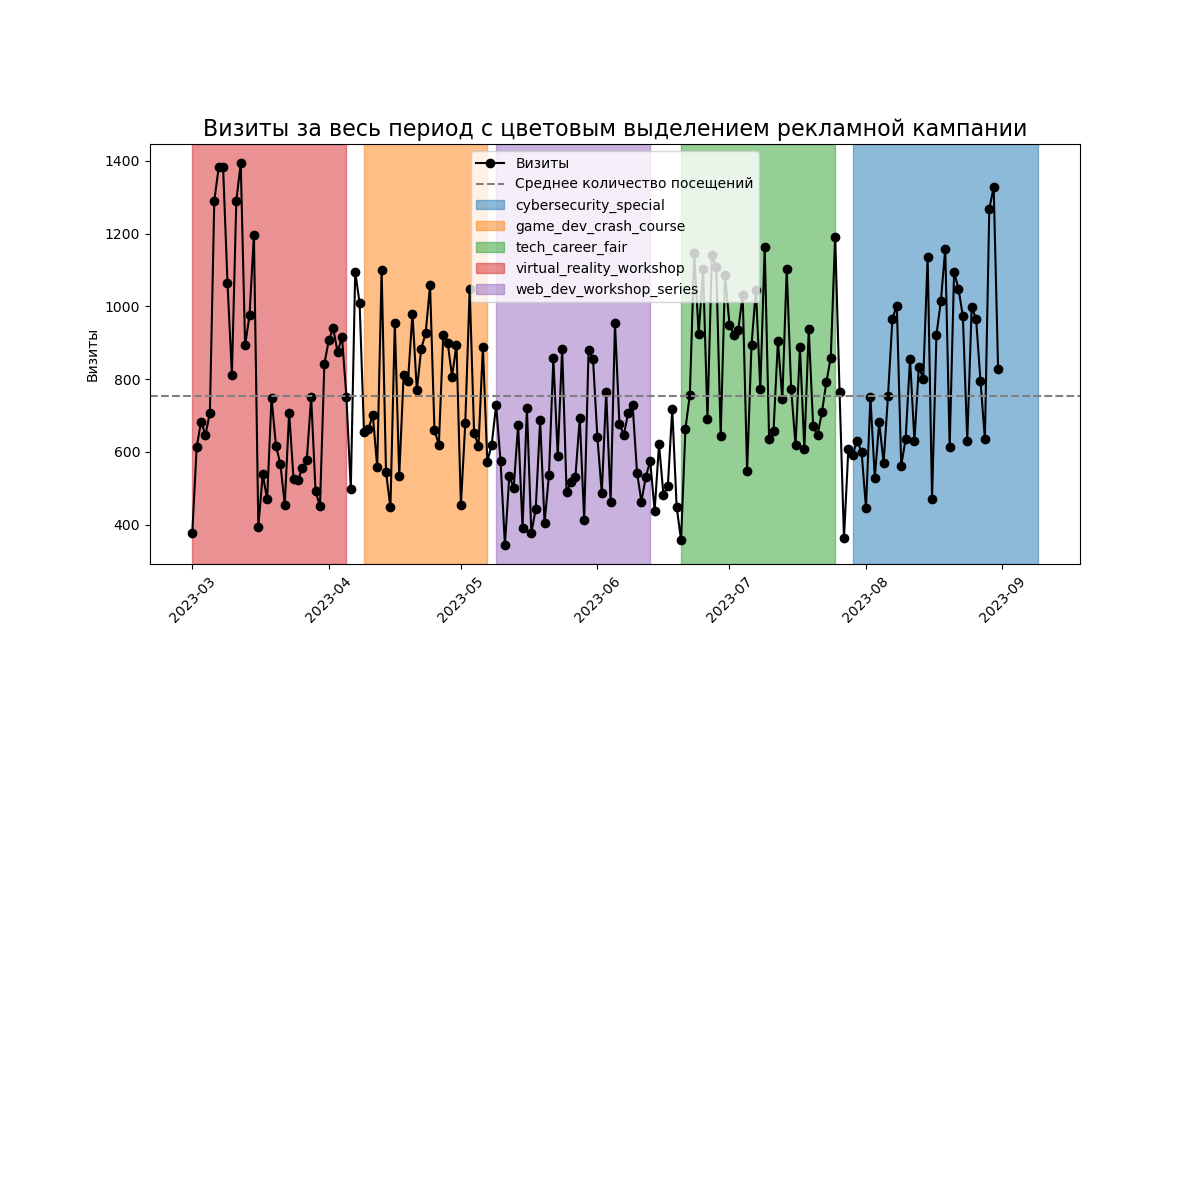 Визиты за весь период с цветовым выделением рекламной кампании
Визиты
1400
1200
1000
800
600
400
Визиты
Среднее количество посещений
cybersecurity_special
game_dev_crash_course
tech_career_fair
virtual_reality_workshop
web_dev_workshop_series
2023-03
2023-04
2023-05
2023-06
2023-07
2023-08
2023-09